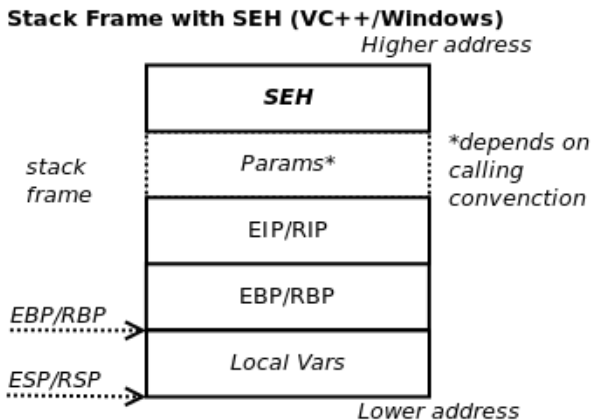 Stack Frame with SEH (VC++/Windows)
Higher address
SEH
*depends on
calling
convenction
stack
frame
Params*
EIP/RIP
EBP/RBP
EBP/RBP
Local Vars
ESP/RSP
Lower address